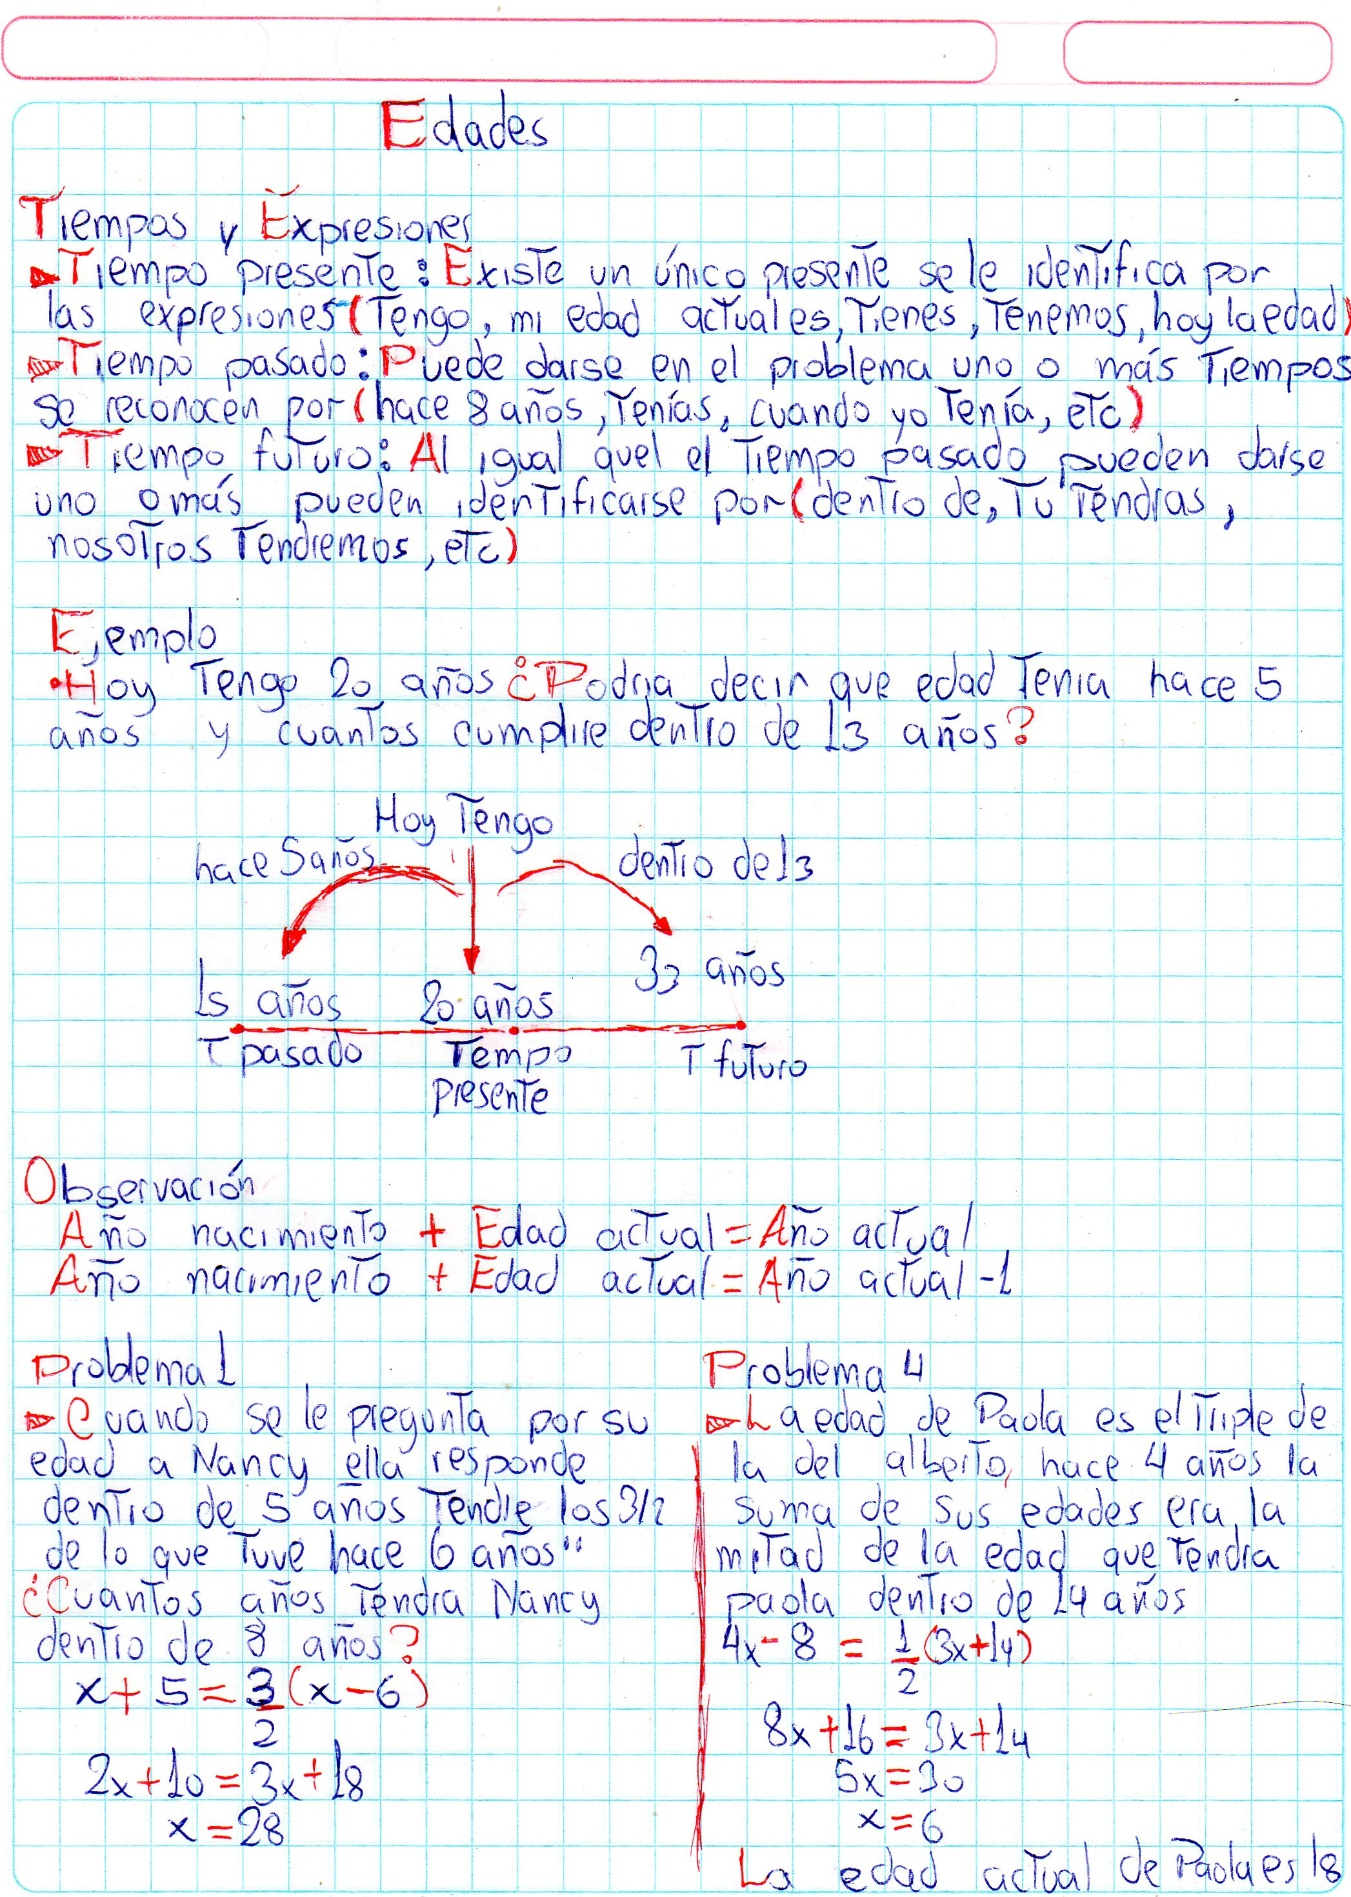 Edades
Tiempos y Expresiones
Tiempo presente: Existe un único presente se le identifica por
las expresiones (Tengo, mi edad actual es, Tienes, Tenemos, hoy la edad)
Tiempo pasado: Puede darse en el problema uno o más Tiempos
se reconocen por (hace 8 años, Tenías, cuando yo Tenía, etc)
Tiempo futuro: Al igual quel el Tiempo pasado pueden darse
uno o más pueden identificarse por (dentro de, Tu Tendras,
nosotros Tendremos, etc)
Ejemplo
•Hoy Tengo 20 años ¿Podria decir que edad Tenia hace 5
años y cuantos cumplire dentro de 13 años?
Hoy Tengo
hace 5 años
dentro de 13
15 años
20 años
33 años
T pasado
Tempo
presente
T futuro
Observación
Año nacimiento + Edad actual = Año actual
Año nacimiento + Edad actual = Año actual -1
Problema 1
Cuando se le pregunta por su
edad a Nancy ella responde
dentro de 5 años Tendre los 3/2
de lo que Tuve hace 6 años"
¿Cuantos años Tendra Nancy
dentro de 8 años?
x+5=3/2(x-6)
2x+10=3x+18
x=28
Problema 4
La edad de Paola es el Triple de
la del alberto, hace 4 años la
suma de sus edades era la
mitad de la edad que Tendra
paola dentro de 14 años
4x-8 = 1/2(3x+14)
8x+16=3x+14
5x=30
x=6
La edad actual de Paola es 18